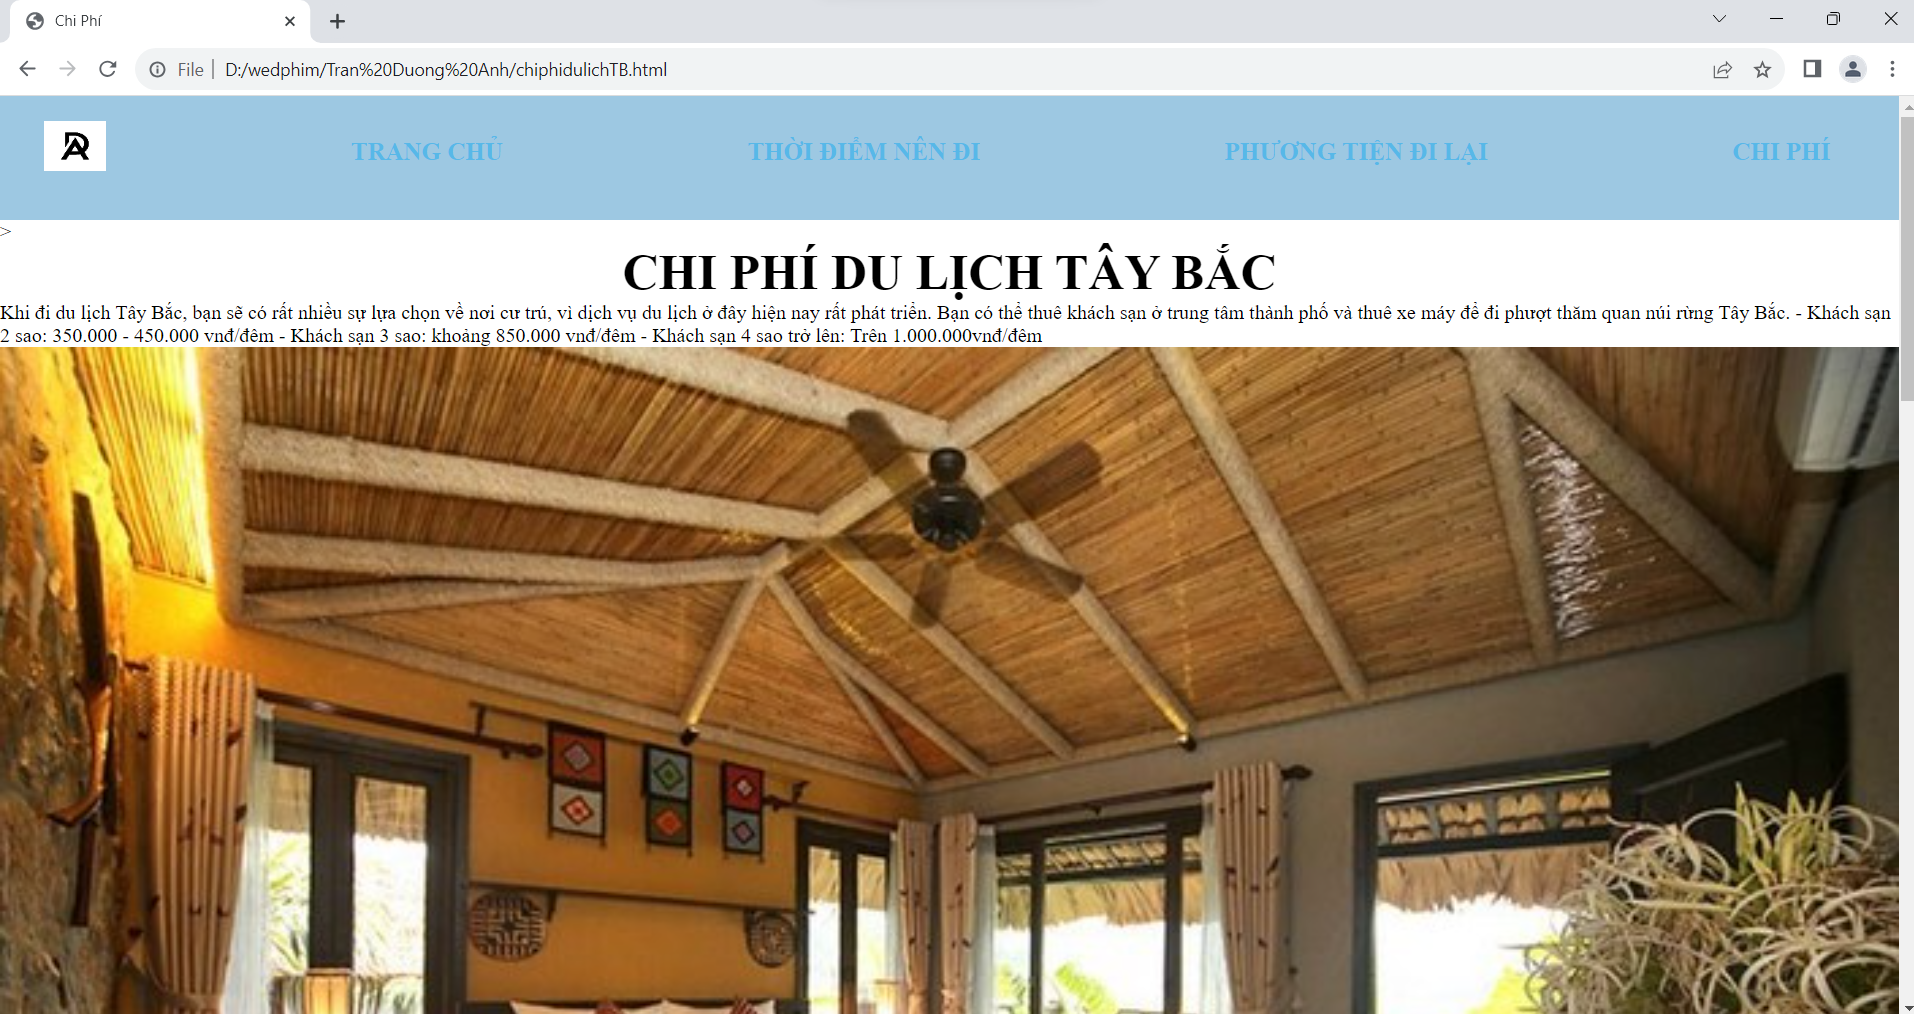 Chi Phí
File | D:/wedphim/Tran%20Duong%20Anh/chiphidulichTB.html
TRANG CHỦ THỜI ĐIỂM NÊN ĐI PHƯƠNG TIỆN ĐI LẠI CHI PHÍ
>
CHI PHÍ DU LỊCH TÂY BẮC
Khi đi du lịch Tây Bắc, bạn sẽ có rất nhiều sự lựa chọn về nơi cư trú, vì dịch vụ du lịch ở đây hiện nay rất phát triển. Bạn có thể thuê khách sạn ở trung tâm thành phố và thuê xe máy để đi phượt thăm quan núi rừng Tây Bắc. - Khách sạn
2 sao: 350.000 - 450.000 vnđ/đêm - Khách sạn 3 sao: khoảng 850.000 vnđ/đêm - Khách sạn 4 sao trở lên: Trên 1.000.000vnđ/đêm